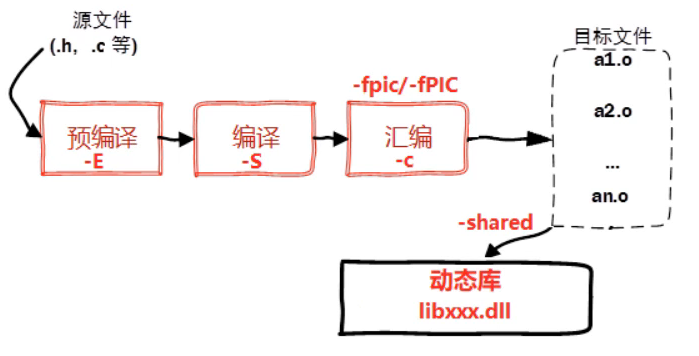 源文件
(.h, .c 等)
预编译
-E
编译
-S
-fpic/-fPIC
汇编
-c
目标文件
a1.o
a2.o
...
an.o
-shared
动态库
libxxx.dll